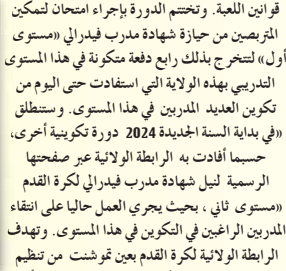 قوانين اللعبة. وتختتم الدورة بإجراء امتحان لتمكين
المتربصين من حيازة شهادة مدرب فيدرالي «مستوى
أول» لتتخرج بذلك رابع دفعة متكونة في هذا المستوى
التدريبي بهذه الولاية التي استفادت حتى اليوم من
تكوين العديد المدربين في هذا المستوى. وستنطلق
«في بداية السنة الجديدة 2024 دورة تكوينية أخرى،
حسبما أفادت به الرابطة الولائية عبر صفحتها
الرسمية لنيل شهادة مدرب فيدرالي لكرة القدم
«مستوى ثاني ، بحيث يجري العمل حاليا على انتقاء
المدربين الراغبين في التكوين في هذا المستوى. وتهدف
الرابطة الولائية لكرة القدم بعين تموشنت من تنظيم